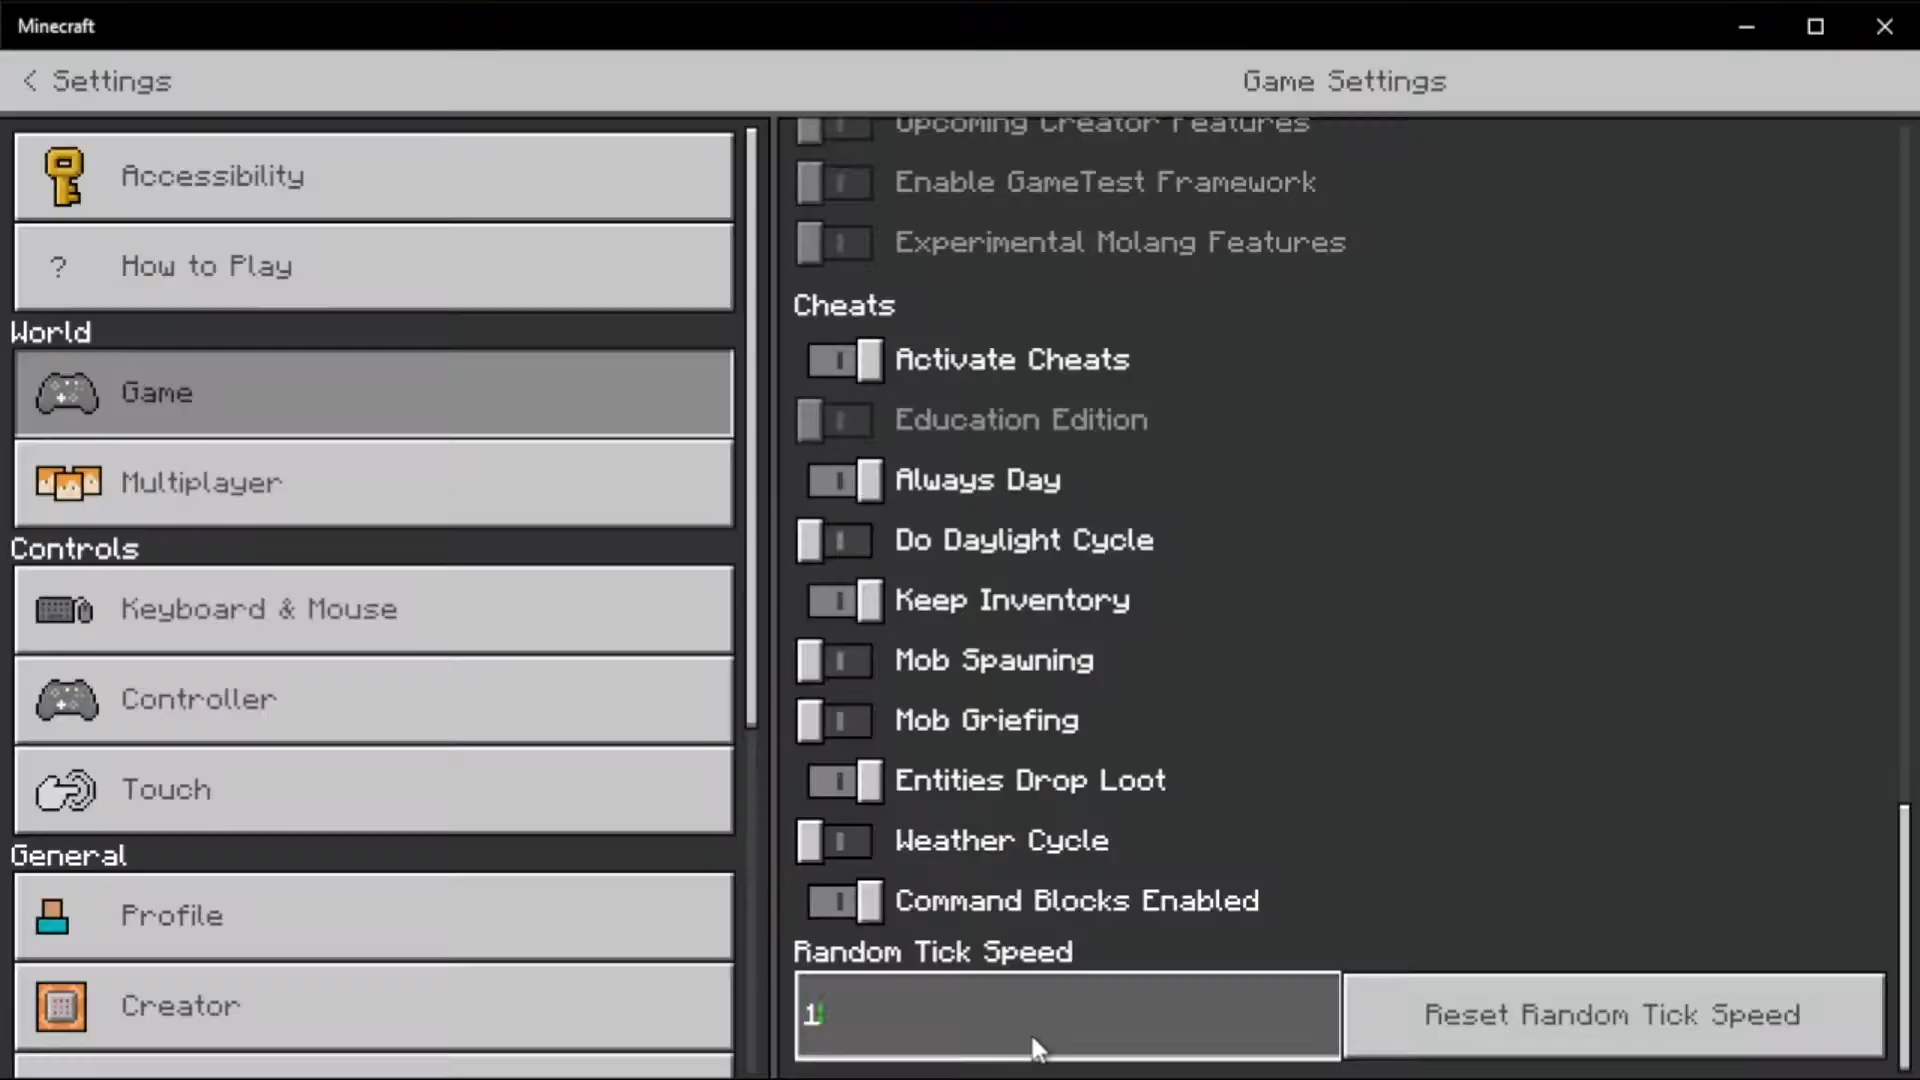 Minecraft
Settings
Game Settings
Accessibility
? How to Play
World
Game
Multiplayer
Controls
Keyboard & Mouse
Controller
Touch
General
Profile
Creator
Upcoming Creator Features
Enable GameTest Framework
Experimental Molang Features
Cheats
Activate Cheats
Education Edition
Always Day
Do Daylight Cycle
Keep Inventory
Mob Spawning
Mob Griefing
Entities Drop Loot
Weather Cycle
Command Blocks Enabled
Random Tick Speed
1
Reset Random Tick Speed